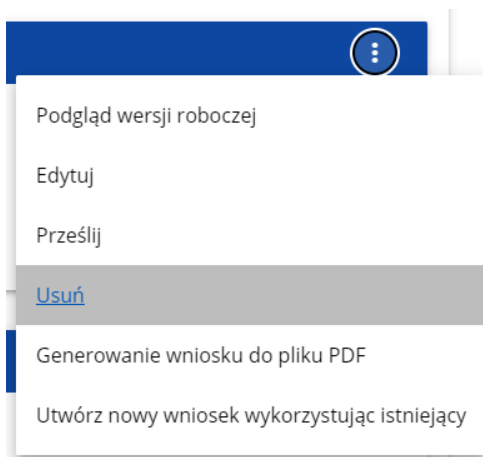 Podgląd wersji roboczej
Edytuj
Prześlij
Usuń
Generowanie wniosku do pliku PDF
Utwórz nowy wniosek wykorzystując istniejący